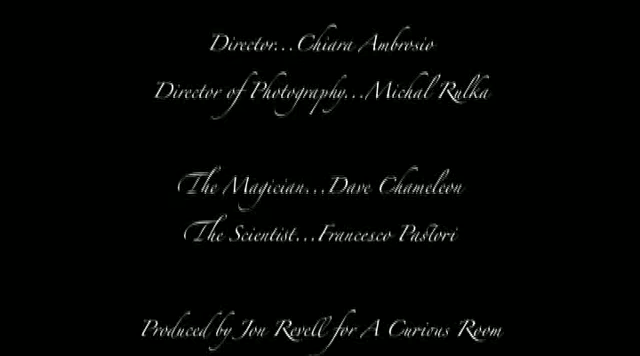 Director...Chiara Ambrosio
Director of Photography...Michal Rulka
The Magician...Dave Chameleon
The Scientist...Francesco Pastori
Produced by Jon Revell for A Curious Room